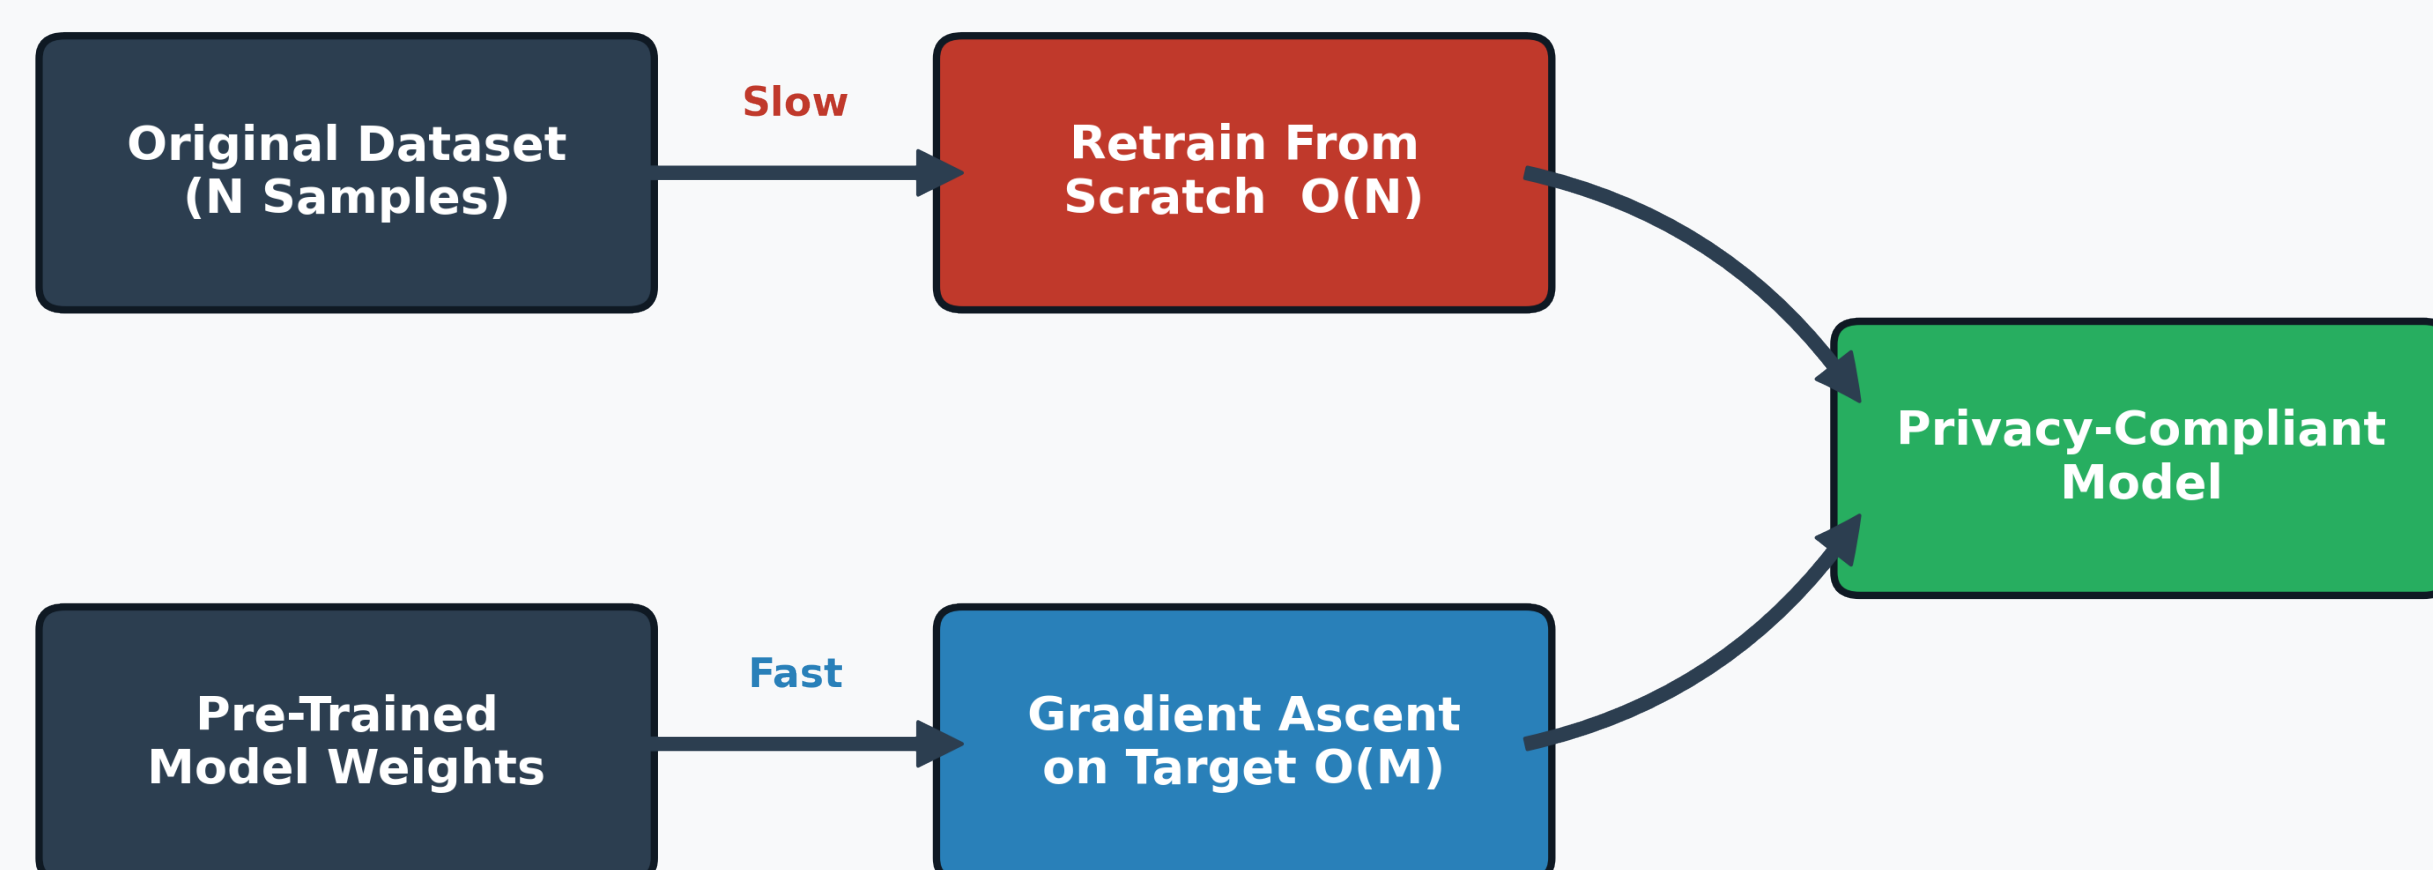 Original Dataset
(N Samples)
Slow
Retrain From
Scratch  O(N)
Privacy-Compliant
Model
Pre-Trained
Model Weights
Fast
Gradient Ascent
on Target O(M)